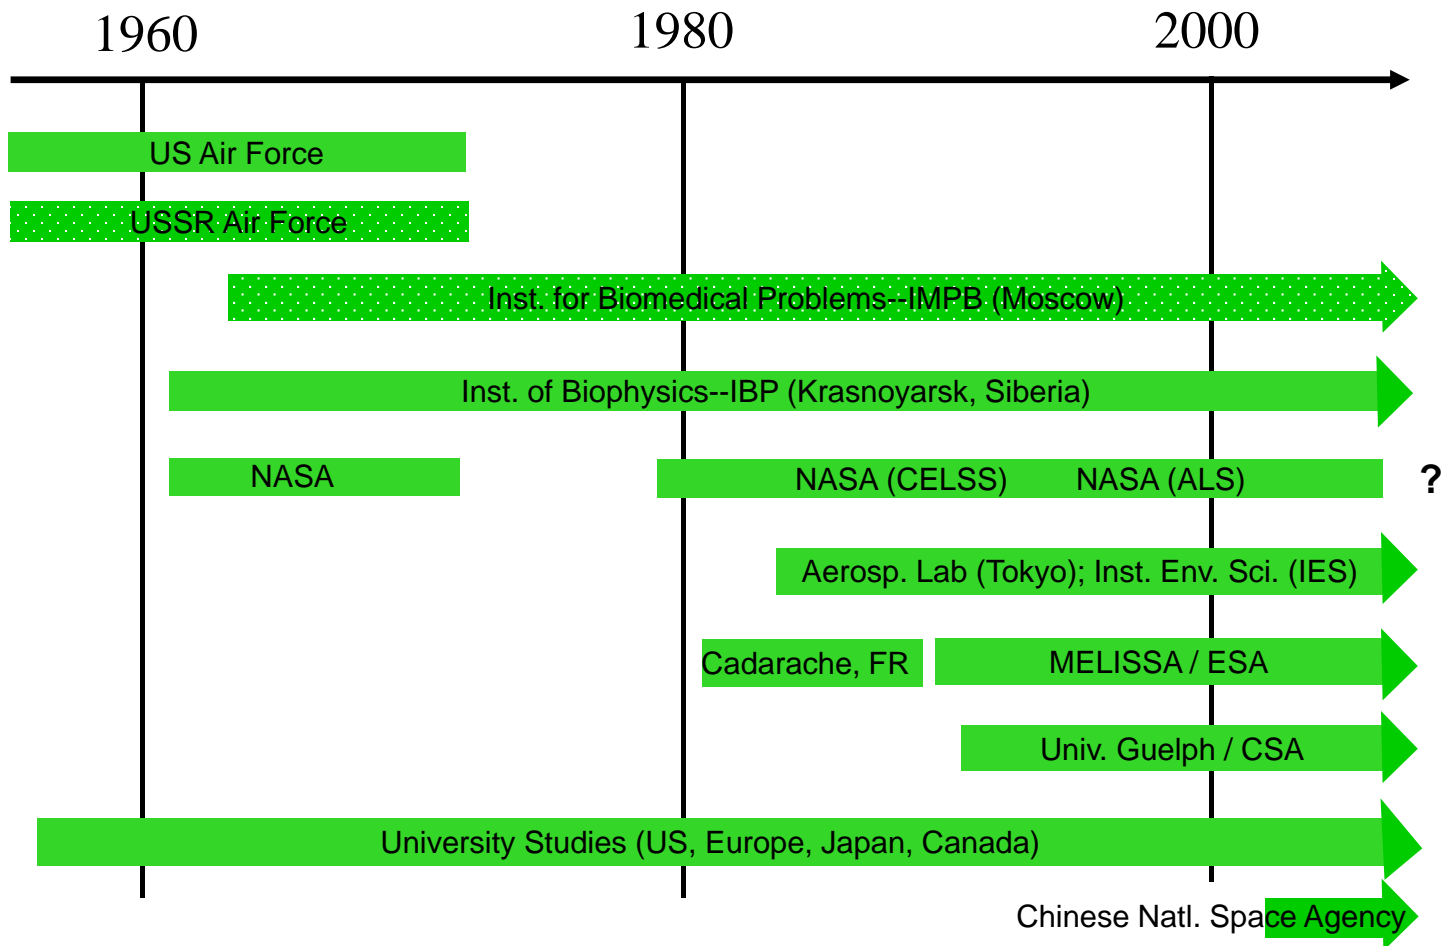 1960 1980 2000
US Air Force
USSR Air Force
Inst. for Biomedical Problems--IMPB (Moscow)
Inst. of Biophysics--IBP (Krasnoyarsk, Siberia)
NASA NASA (CELSS) NASA (ALS) ?
Aerosp. Lab (Tokyo); Inst. Env. Sci. (IES)
Cadarache, FR MELISSA / ESA
Univ. Guelph / CSA
University Studies (US, Europe, Japan, Canada)
Chinese Natl. Space Agency